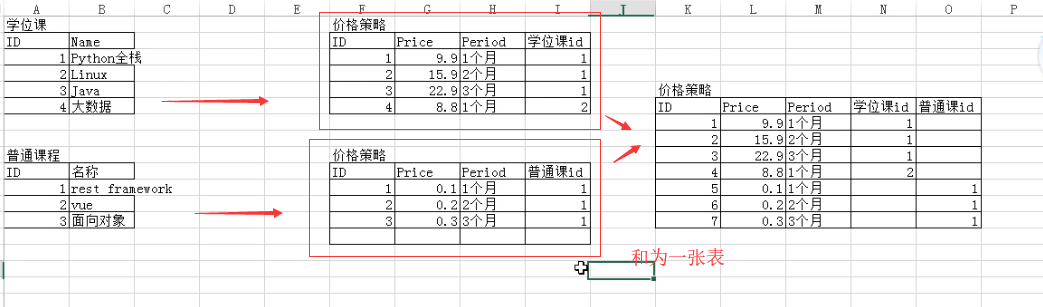 A B C D E F G H I J K L M N O P
学位课
ID Name
1 Python全栈
2 Linux
3 Java
4 大数据
价格策略
ID Price Period 学位课id
1 9.9 1个月 1
2 15.9 2个月 1
3 22.9 3个月 1
4 8.8 1个月 2
普通课程
ID 名称
1 rest framework
2 vue
3 面向对象
价格策略
ID Price Period 普通课id
1 0.1 1个月 1
2 0.2 2个月 1
3 0.3 3个月 1
价格策略
ID Price Period 学位课id 普通课id
1 9.9 1个月 1
2 15.9 2个月 1
3 22.9 3个月 1
4 8.8 1个月 2
5 0.1 1个月 1
6 0.2 2个月 1
7 0.3 3个月 1
和为一张表